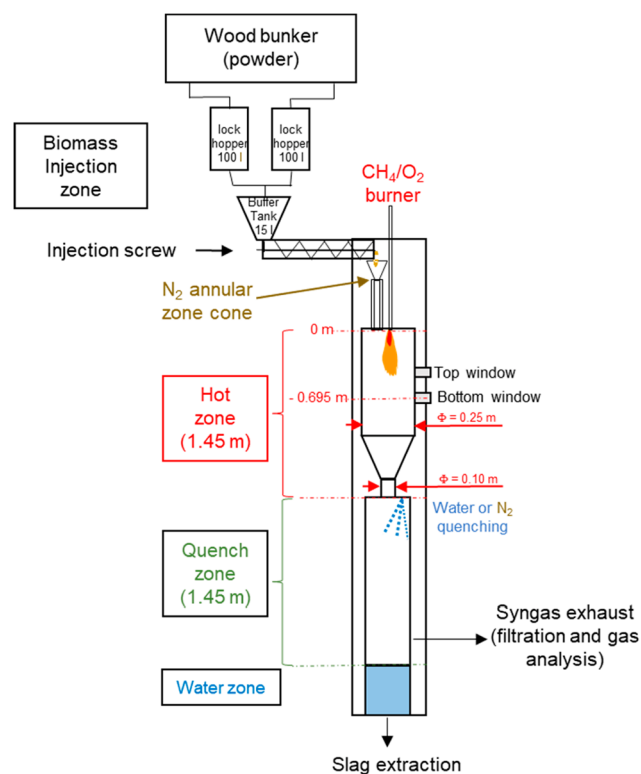 Wood bunker
(powder)
Biomass
Injection
zone
lock
hopper
100 l
lock
hopper
100 l
CH₄/O₂
burner
Buffer
Tank
15 l
Injection screw
N₂ annular
zone cone
0 m
Top window
Hot
zone
(1.45 m)
0.695 m
Bottom window
Φ = 0.25 m
Φ = 0.10 m
Water or N₂
quenching
Quench
zone
(1.45 m)
Syngas exhaust
(filtration and gas
analysis)
Water zone
Slag extraction